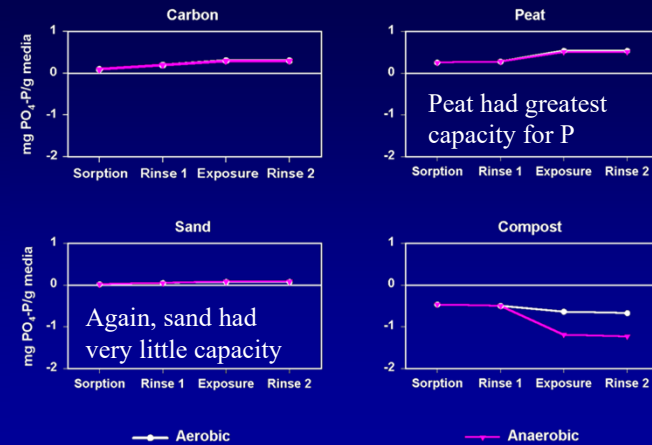 Carbon
mg PO4-P/g media
1
0
-1
-2
Sorption Rinse 1 Exposure Rinse 2
Peat
1
0
-1
-2
Peat had greatest
capacity for P
Sorption Rinse 1 Exposure Rinse 2
Sand
mg PO4-P/g media
1
0
-1
-2
Again, sand had
very little capacity
Sorption Rinse 1 Exposure Rinse 2
Compost
1
0
-1
-2
Sorption Rinse 1 Exposure Rinse 2
Aerobic
Anaerobic